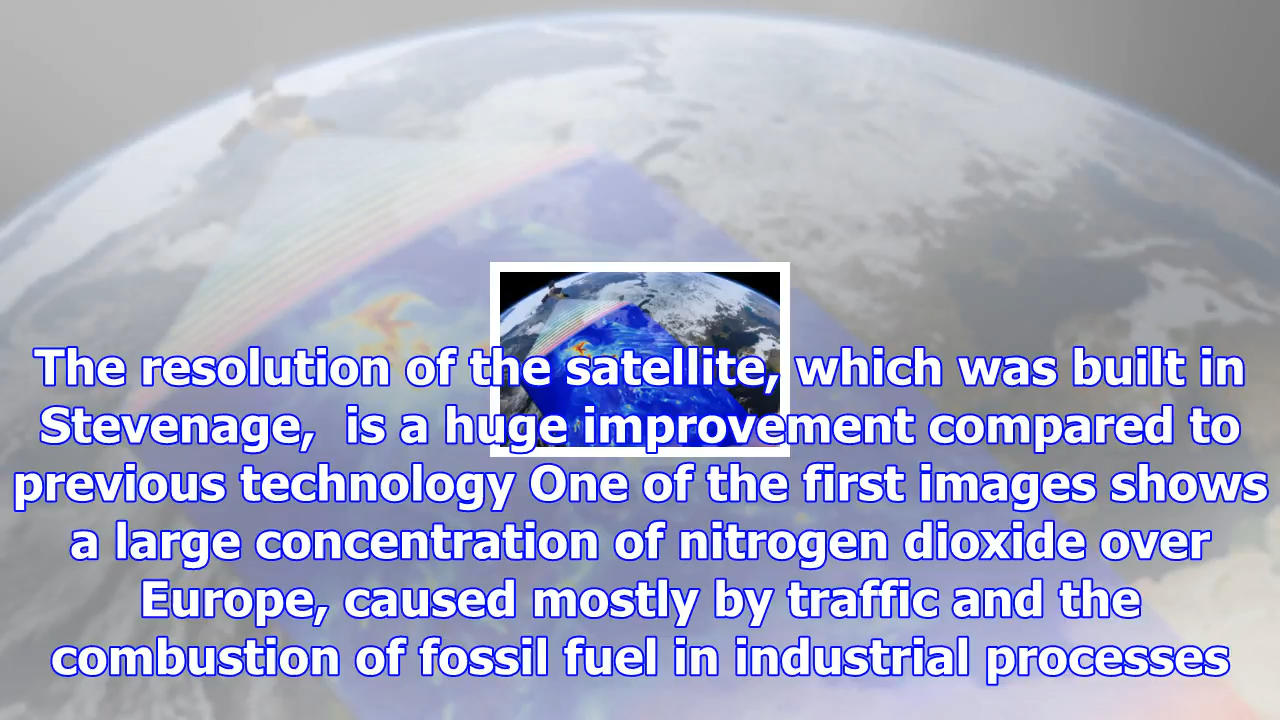 The resolution of the satellite, which was built in
Stevenage,  is a huge improvement compared to
previous technology One of the first images shows
a large concentration of nitrogen dioxide over
Europe, caused mostly by traffic and the
combustion of fossil fuel in industrial processes